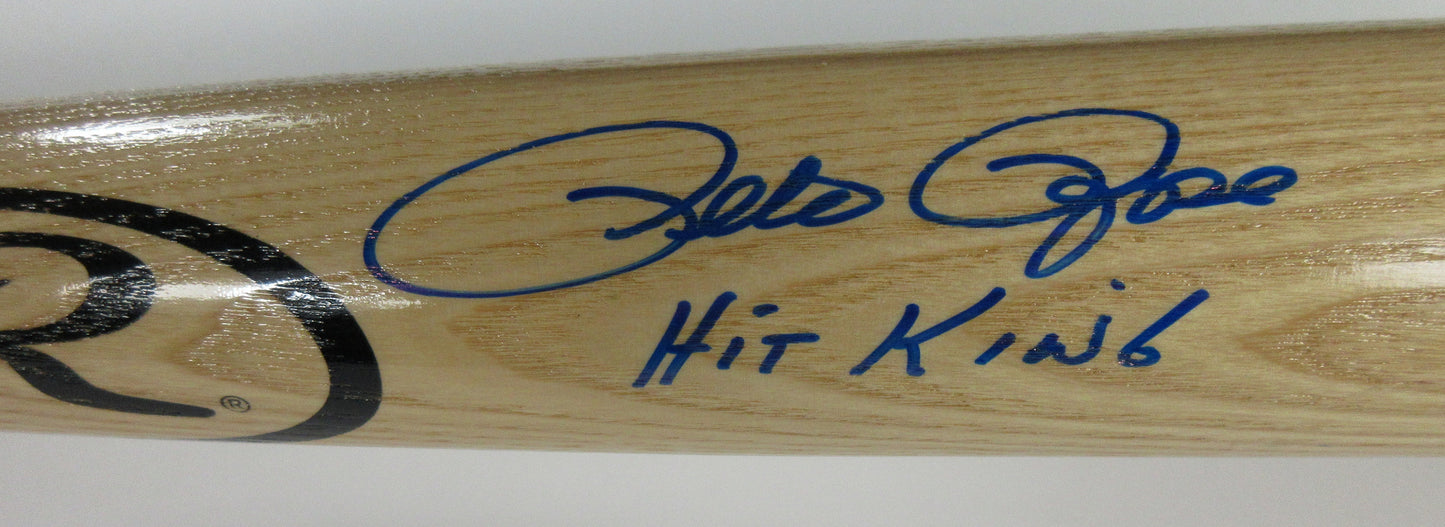 R®
Pete Rose
Hit King